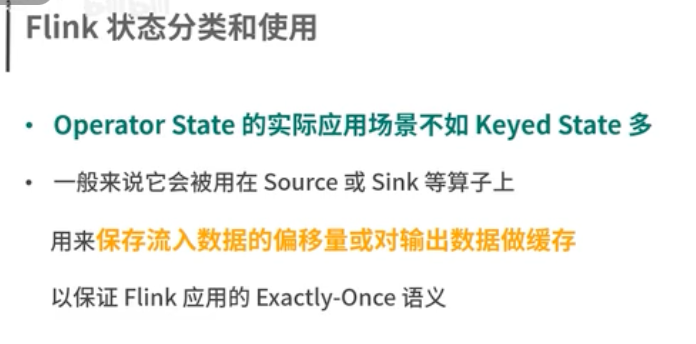 Flink 状态分类和使用
• Operator State 的实际应用场景不如 Keyed State 多
• 一般来说它会被用在 Source 或 Sink 等算子上
用来保存流入数据的偏移量或对输出数据做缓存
以保证 Flink 应用的 Exactly-Once 语义